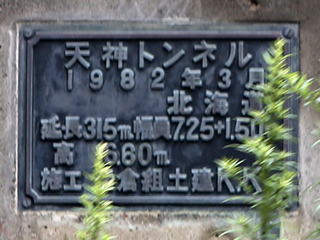 天神トンネル
1982年3月
北海道
延長315m幅員7.25+1.50
高 6.60m
施工 倉組土建K.K